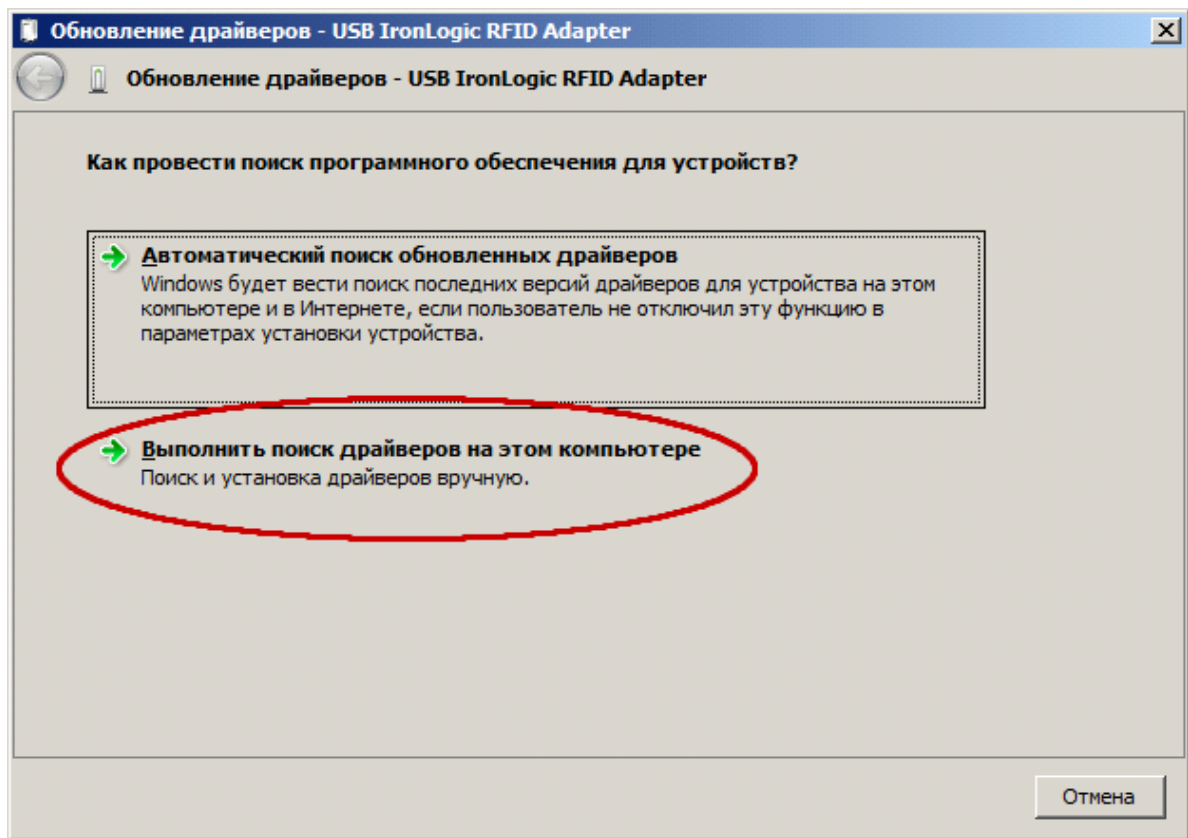 Обновление драйверов - USB IronLogic RFID Adapter
Обновление драйверов - USB IronLogic RFID Adapter
Как провести поиск программного обеспечения для устройств?
Автоматический поиск обновленных драйверов
Windows будет вести поиск последних версий драйверов для устройства на этом
компьютере и в Интернете, если пользователь не отключил эту функцию в
параметрах установки устройства.
Выполнить поиск драйверов на этом компьютере
Поиск и установка драйверов вручную.
Отмена